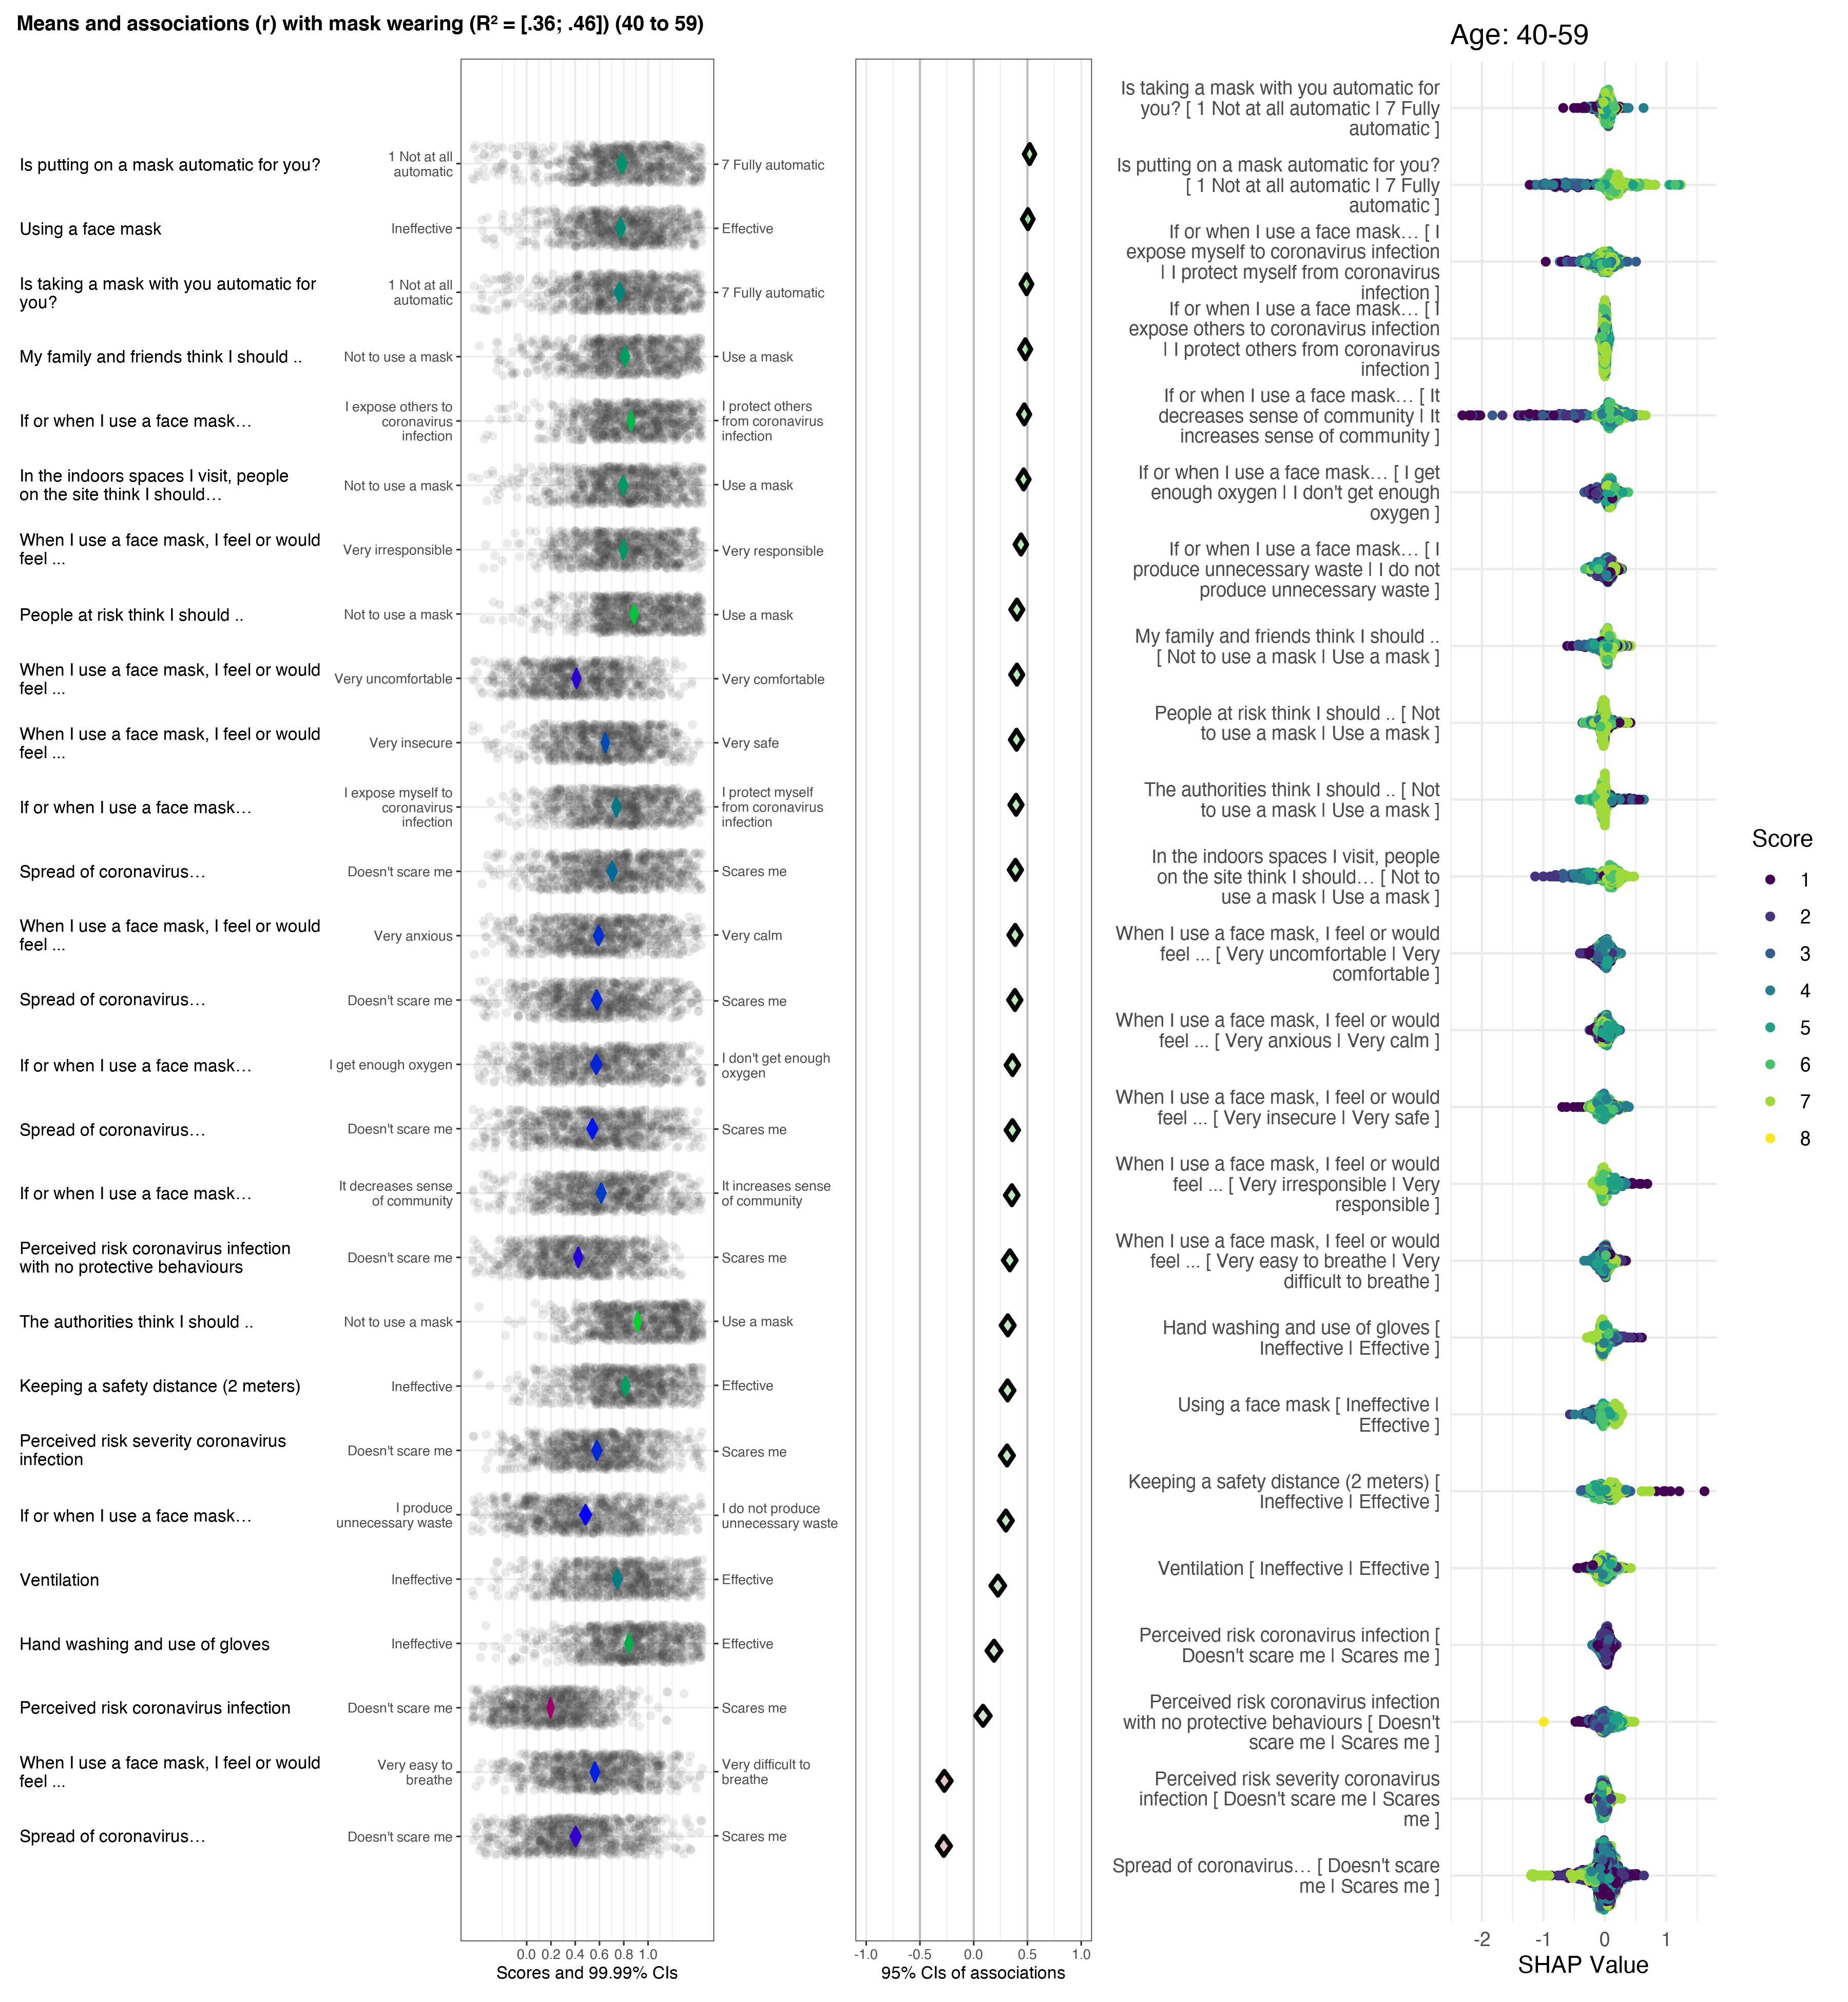 Means and associations (r) with mask wearing (R² = [.36; .46]) (40 to 59)
Is putting on a mask automatic for you?
1 Not at all
automatic
7 Fully automatic
Using a face mask
Ineffective
Effective
Is taking a mask with you automatic for
you?
1 Not at all
automatic
7 Fully automatic
My family and friends think I should ..
Not to use a mask
Use a mask
If or when I use a face mask…
I expose others to
coronavirus
infection
I protect others
from coronavirus
infection
In the indoors spaces I visit, people
on the site think I should…
Not to use a mask
Use a mask
When I use a face mask, I feel or would
feel ...
Very irresponsible
Very responsible
People at risk think I should ..
Not to use a mask
Use a mask
When I use a face mask, I feel or would
feel ...
Very uncomfortable
Very comfortable
When I use a face mask, I feel or would
feel ...
Very insecure
Very safe
If or when I use a face mask…
I expose myself to
coronavirus
infection
I protect myself
from coronavirus
infection
Spread of coronavirus…
Doesn't scare me
Scares me
When I use a face mask, I feel or would
feel ...
Very anxious
Very calm
Spread of coronavirus…
Doesn't scare me
Scares me
If or when I use a face mask…
I get enough oxygen
I don't get enough
oxygen
Spread of coronavirus…
Doesn't scare me
Scares me
If or when I use a face mask…
It decreases sense
of community
It increases sense
of community
Perceived risk coronavirus infection
with no protective behaviours
Doesn't scare me
Scares me
The authorities think I should ..
Not to use a mask
Use a mask
Keeping a safety distance (2 meters)
Ineffective
Effective
Perceived risk severity coronavirus
infection
Doesn't scare me
Scares me
If or when I use a face mask…
I produce
unnecessary waste
I do not produce
unnecessary waste
Ventilation
Ineffective
Effective
Hand washing and use of gloves
Ineffective
Effective
Perceived risk coronavirus infection
Doesn't scare me
Scares me
When I use a face mask, I feel or would
feel ...
Very easy to
breathe
Very difficult to
breathe
Spread of coronavirus…
Doesn't scare me
Scares me
0.0 0.2 0.4 0.6 0.8 1.0
Scores and 99.99% CIs
-1.0 -0.5 0.0 0.5 1.0
95% CIs of associations
Age: 40-59
Is taking a mask with you automatic for
you? [ 1 Not at all automatic | 7 Fully
automatic ]
Is putting on a mask automatic for you?
[ 1 Not at all automatic | 7 Fully
automatic ]
If or when I use a face mask… [ I
expose myself to coronavirus infection
| I protect myself from coronavirus
infection ]
If or when I use a face mask… [ I
expose others to coronavirus infection
| I protect others from coronavirus
infection ]
If or when I use a face mask… [ It
decreases sense of community | It
increases sense of community ]
If or when I use a face mask… [ I get
enough oxygen | I don't get enough
oxygen ]
If or when I use a face mask… [ I
produce unnecessary waste | I do not
produce unnecessary waste ]
My family and friends think I should ..
[ Not to use a mask | Use a mask ]
People at risk think I should .. [ Not
to use a mask | Use a mask ]
The authorities think I should .. [ Not
to use a mask | Use a mask ]
In the indoors spaces I visit, people
on the site think I should… [ Not to
use a mask | Use a mask ]
When I use a face mask, I feel or would
feel ... [ Very uncomfortable | Very
comfortable ]
When I use a face mask, I feel or would
feel ... [ Very anxious | Very calm ]
When I use a face mask, I feel or would
feel ... [ Very insecure | Very safe ]
When I use a face mask, I feel or would
feel ... [ Very irresponsible | Very
responsible ]
When I use a face mask, I feel or would
feel ... [ Very easy to breathe | Very
difficult to breathe ]
Hand washing and use of gloves [
Ineffective | Effective ]
Using a face mask [ Ineffective |
Effective ]
Keeping a safety distance (2 meters) [
Ineffective | Effective ]
Ventilation [ Ineffective | Effective ]
Perceived risk coronavirus infection [
Doesn't scare me | Scares me ]
Perceived risk coronavirus infection
with no protective behaviours [ Doesn't
scare me | Scares me ]
Perceived risk severity coronavirus
infection [ Doesn't scare me | Scares
me ]
Spread of coronavirus… [ Doesn't scare
me | Scares me ]
-2 -1 0 1
SHAP Value
Score
1
2
3
4
5
6
7
8